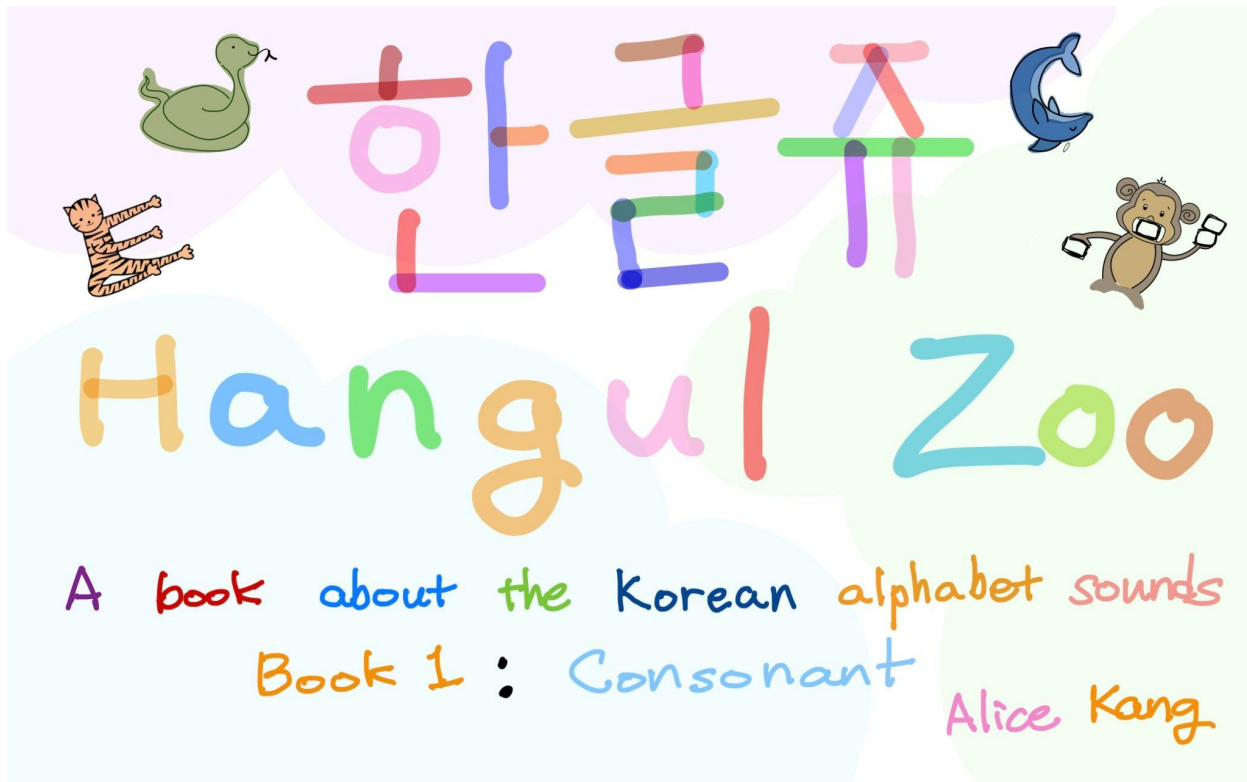 한글쥬
Hangul Zoo
A book about the Korean alphabet sounds
Book 1 : Consonant
Alice Kang